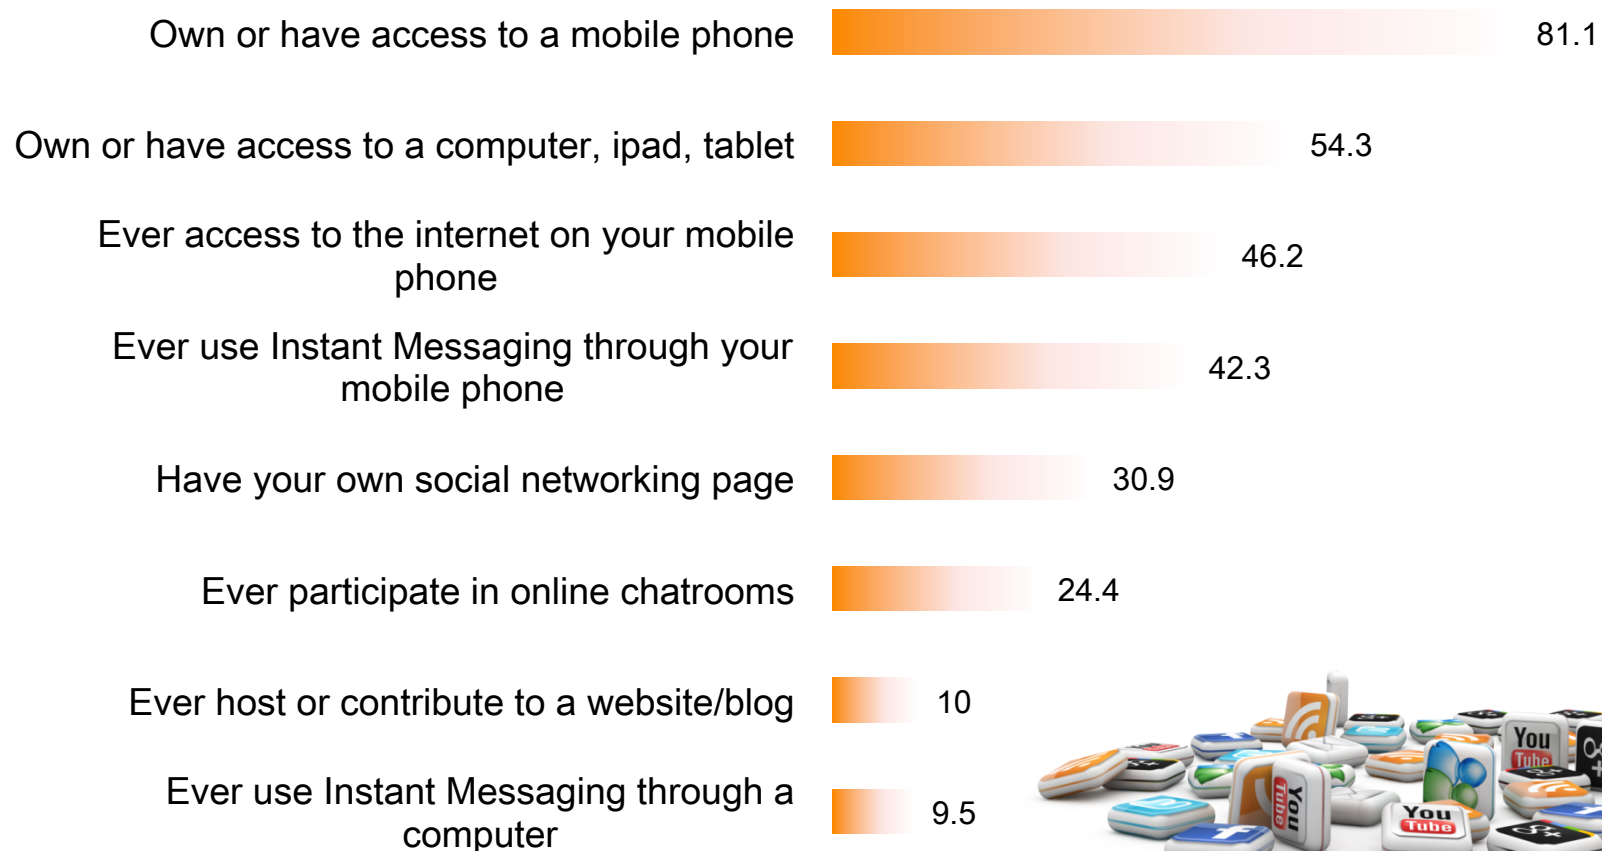 Own or have access to a mobile phone
81.1
Own or have access to a computer, ipad, tablet
54.3
Ever access to the internet on your mobile
phone
46.2
Ever use Instant Messaging through your
mobile phone
42.3
Have your own social networking page
30.9
Ever participate in online chatrooms
24.4
Ever host or contribute to a website/blog
10
Ever use Instant Messaging through a
computer
9.5
You
Tube
You
Tube
You
Tube